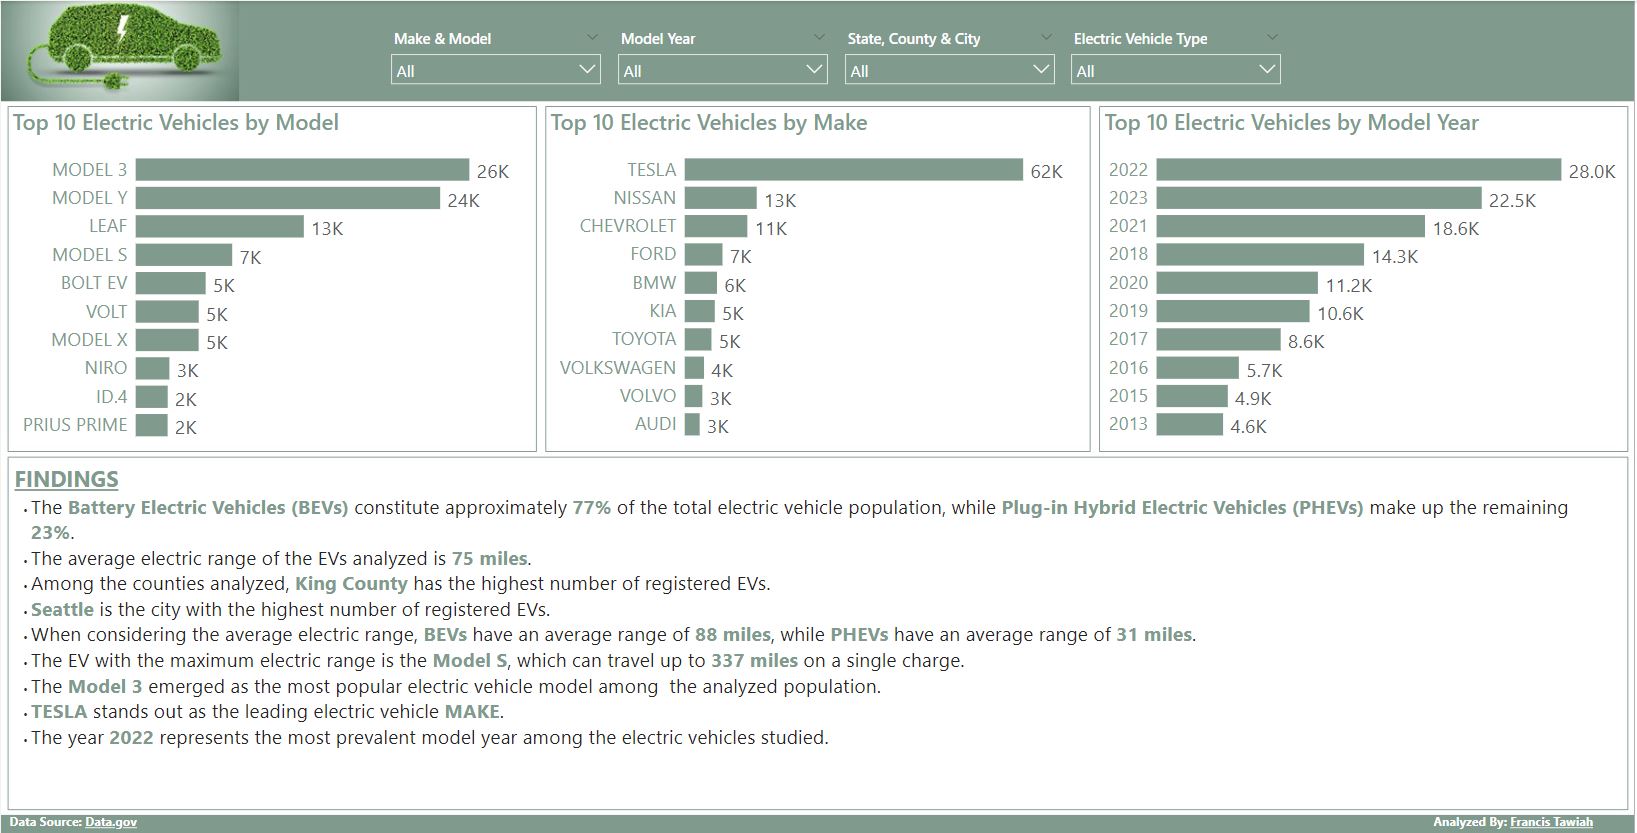 Make & Model
Model Year
State, County & City
Electric Vehicle Type
All
All
All
All
Top 10 Electric Vehicles by Model
MODEL 3 26K
MODEL Y 24K
LEAF 13K
MODEL S 7K
BOLT EV 5K
VOLT 5K
MODEL X 5K
NIRO 3K
ID.4 2K
PRIUS PRIME 2K
Top 10 Electric Vehicles by Make
TESLA 62K
NISSAN 13K
CHEVROLET 11K
FORD 7K
BMW 6K
KIA 5K
TOYOTA 5K
VOLKSWAGEN 4K
VOLVO 3K
AUDI 3K
Top 10 Electric Vehicles by Model Year
2022 28.0K
2023 22.5K
2021 18.6K
2018 14.3K
2020 11.2K
2019 10.6K
2017 8.6K
2016 5.7K
2015 4.9K
2013 4.6K
FINDINGS
• The Battery Electric Vehicles (BEVs) constitute approximately 77% of the total electric vehicle population, while Plug-in Hybrid Electric Vehicles (PHEVs) make up the remaining
23%.
• The average electric range of the EVs analyzed is 75 miles.
• Among the counties analyzed, King County has the highest number of registered EVs.
• Seattle is the city with the highest number of registered EVs.
• When considering the average electric range, BEVs have an average range of 88 miles, while PHEVs have an average range of 31 miles.
• The EV with the maximum electric range is the Model S, which can travel up to 337 miles on a single charge.
• The Model 3 emerged as the most popular electric vehicle model among  the analyzed population.
• TESLA stands out as the leading electric vehicle MAKE.
• The year 2022 represents the most prevalent model year among the electric vehicles studied.
Data Source: Data.gov
Analyzed By: Francis Tawiah